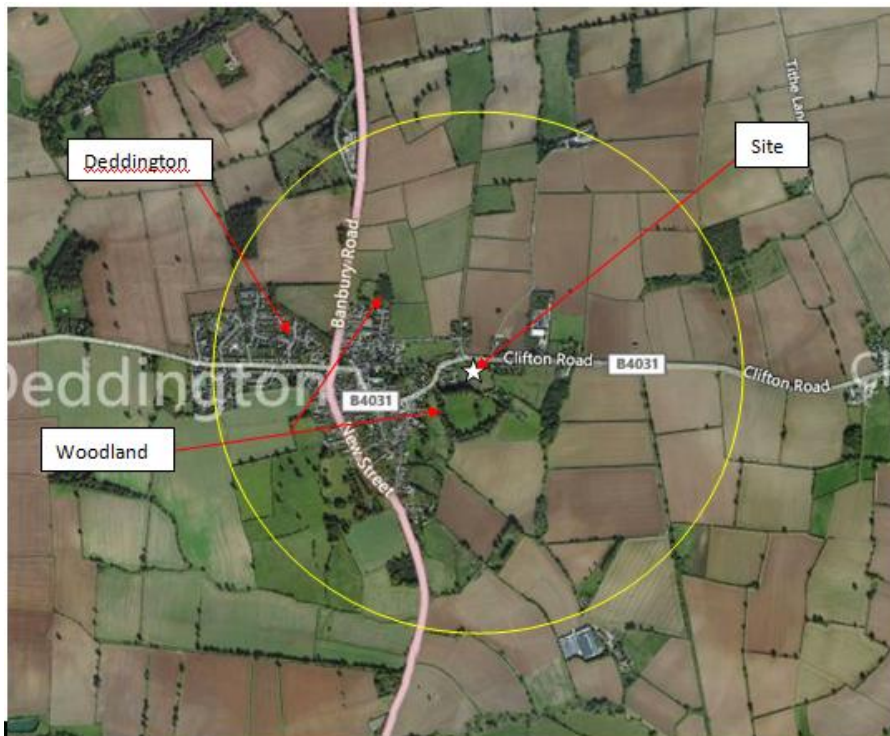 Deddington
Site
Tithe Lan
Banbury Road
Clifton Road
B4031
Clifton Road
Deddington
C
B4031
Woodland
New Street